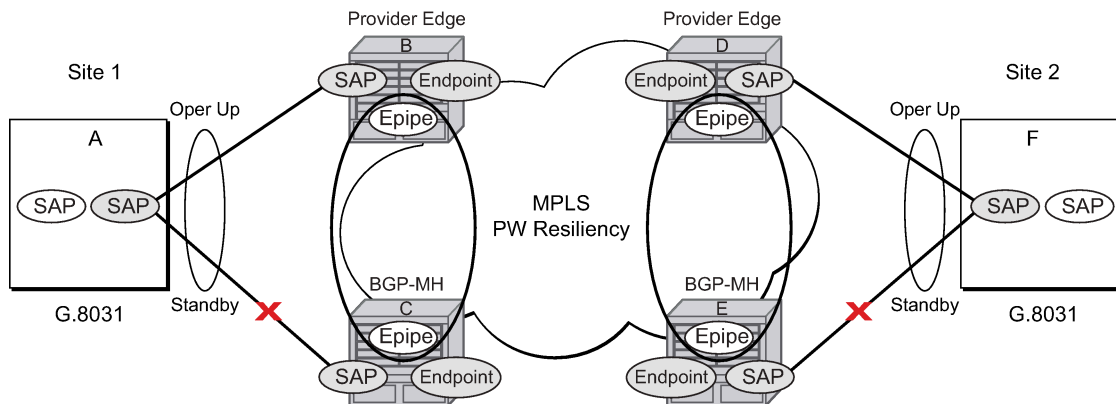 Provider Edge
Provider Edge
B
D
Site 1
SAP
Endpoint
Endpoint
SAP
Site 2
Oper Up
Oper Up
Epipe
Epipe
A
F
SAP
SAP
MPLS
PW Resiliency
SAP
SAP
BGP-MH
BGP-MH
Standby
Standby
G.8031
C
E
G.8031
Epipe
Epipe
SAP
Endpoint
Endpoint
SAP